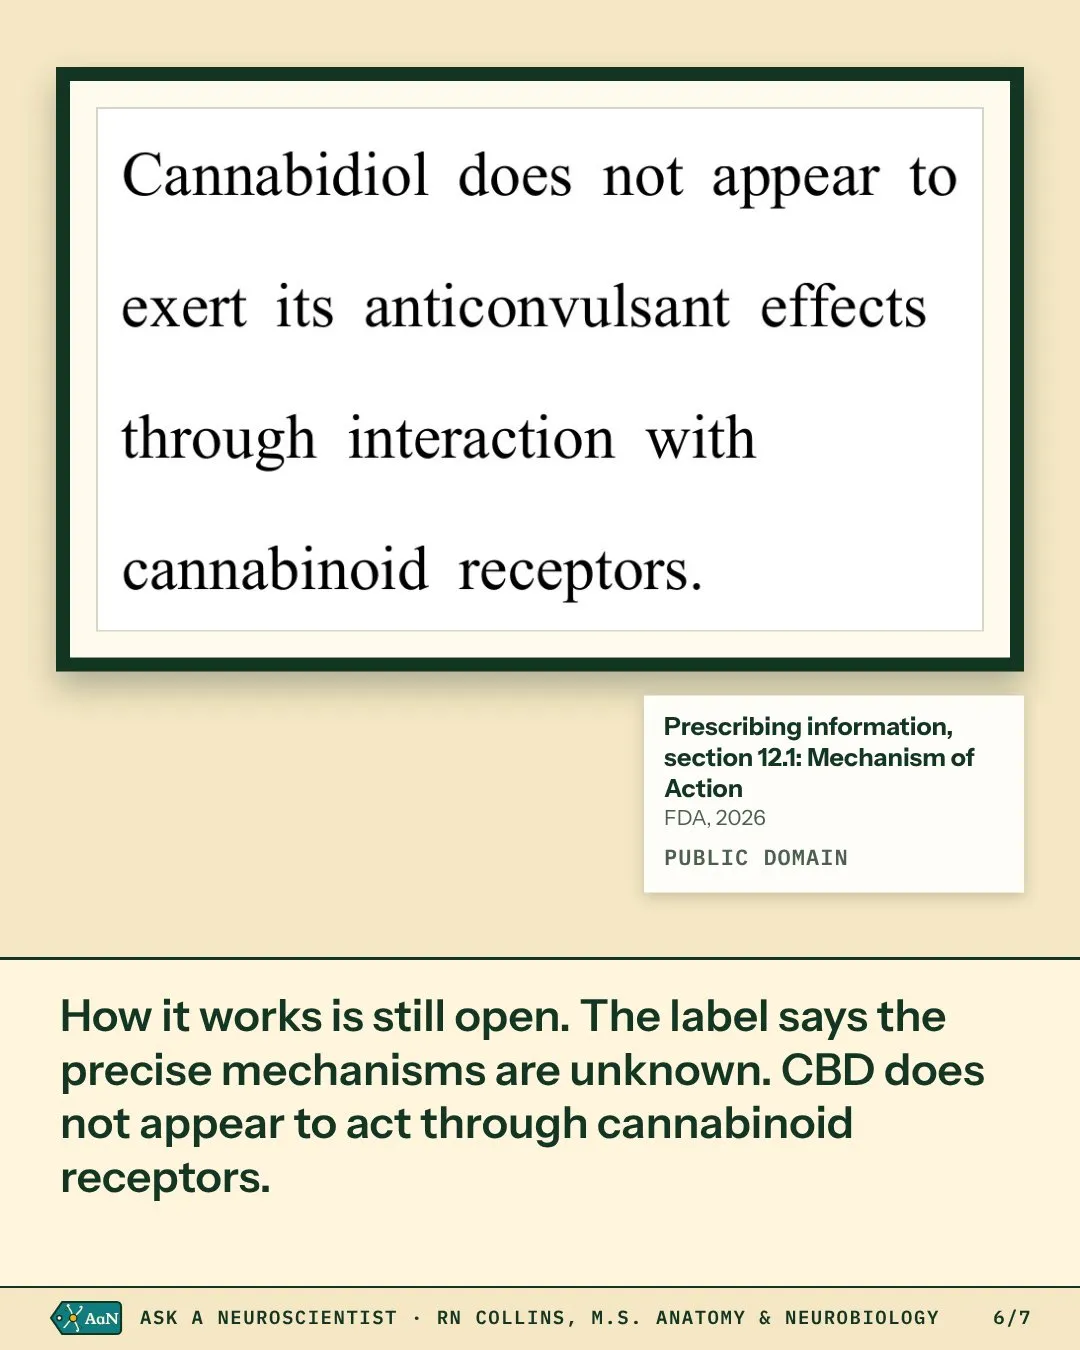 Cannabidiol does not appear to
exert its anticonvulsant effects
through interaction with
cannabinoid receptors.
Prescribing information,
section 12.1: Mechanism of
Action
FDA, 2026
PUBLIC DOMAIN
How it works is still open. The label says the
precise mechanisms are unknown. CBD does
not appear to act through cannabinoid
receptors.
AaN ASK A NEUROSCIENTIST · RN COLLINS, M.S. ANATOMY & NEUROBIOLOGY 6/7